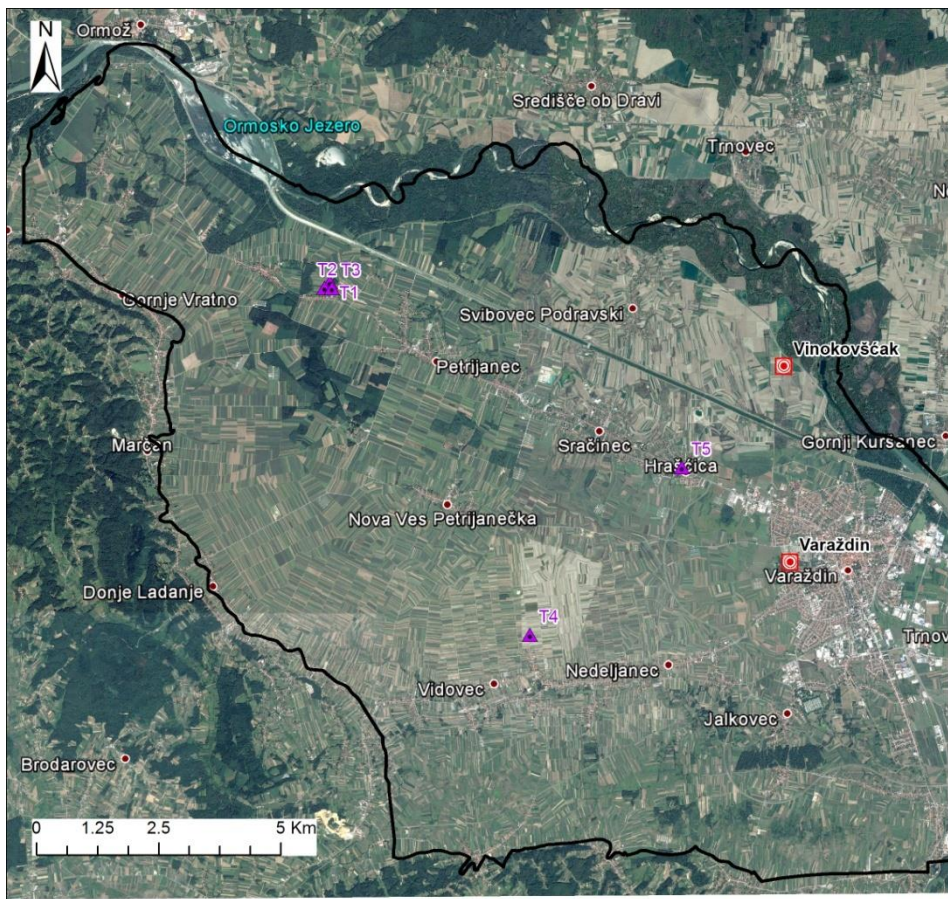 Ormož
N
Središče ob Dravi
Ormosko Jezero
Trnovec
T2 T3
T1
Gornje Vratno
Svibovec Podravski
Vinokovšćak
Petrijanec
Marčan
Sračinec
Gornji Kuršanec
T5
Hrašćica
Nova Ves Petrijanečka
Varaždin
Varaždin
Donje Ladanje
T4
Trnov
Nedeljanec
Vidovec
Jalkovec
Brodarovec
0 1.25 2.5 5 Km